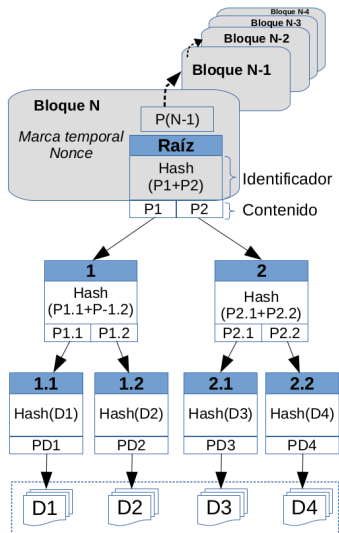 Bloque N-4
Bloque N-3
Bloque N-2
Bloque N-1
Bloque N
Marca temporal
Nonce
P(N-1)
Raíz
Hash
(P1+P2)
Identificador
P1 P2
Contenido
1 2
Hash
(P1.1+P-1.2)
Hash
(P2.1+P2.2)
P1.1 P1.2 P2.1 P2.2
1.1 1.2 2.1 2.2
Hash(D1) Hash(D2) Hash(D3) Hash(D4)
PD1 PD2 PD3 PD4
D1 D2 D3 D4